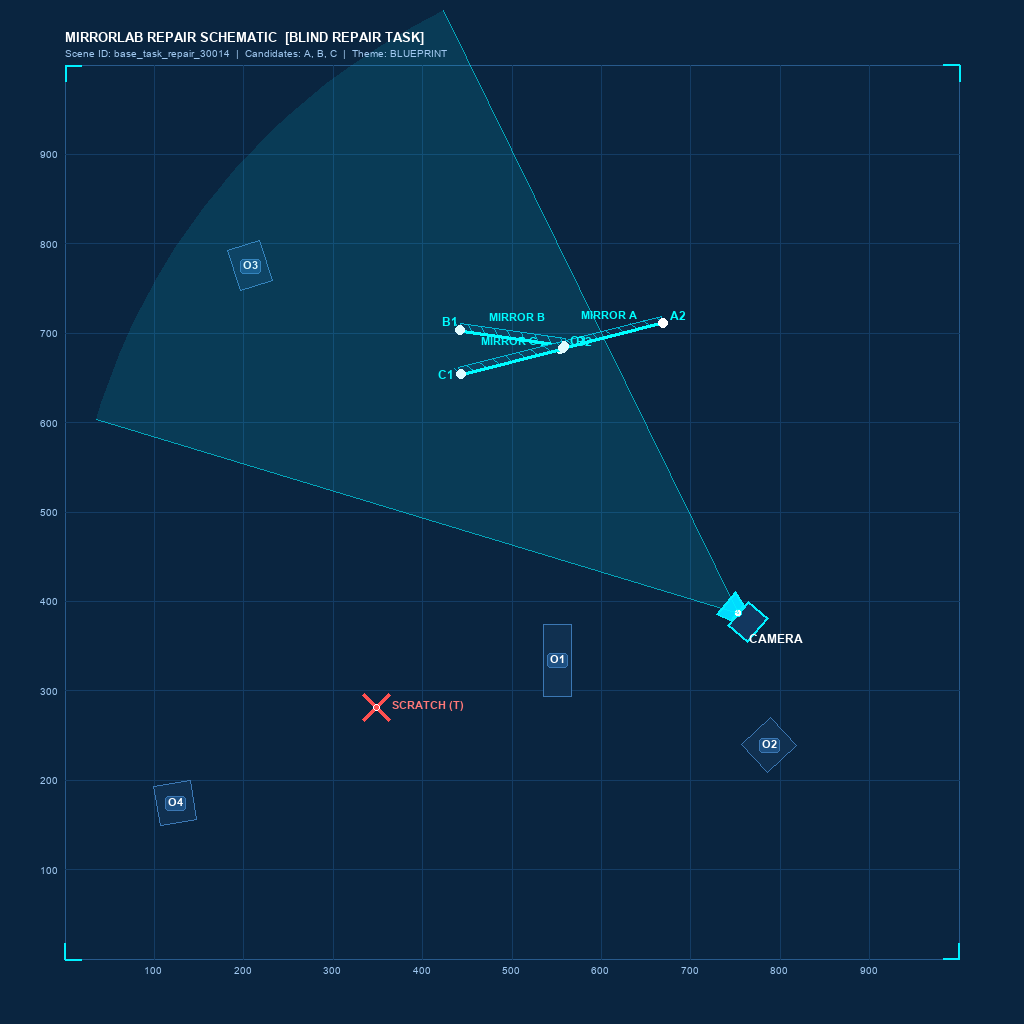 MIRRORLAB REPAIR SCHEMATIC  [BLIND REPAIR TASK]
Scene ID: base_task_repair_30014  |  Candidates: A, B, C  |  Theme: BLUEPRINT
900
800
700
600
500
400
300
200
100
O3
B1
MIRROR B
MIRROR A
A2
MIRROR
C1
CAMERA
O1
SCRATCH (T)
O2
O4
100
200
300
400
500
600
700
800
900